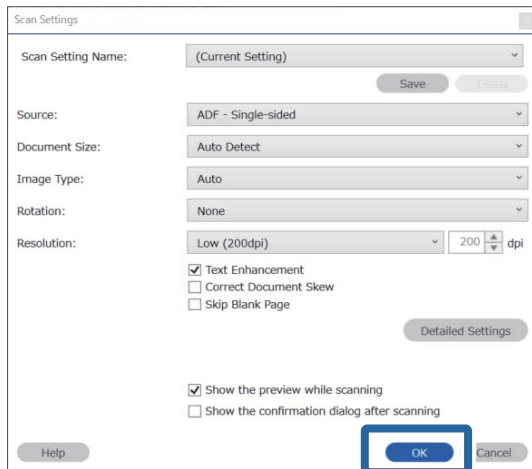 Scan Settings
Scan Setting Name: (Current Setting)
Save Delete
Source: ADF - Single-sided
Document Size: Auto Detect
Image Type: Auto
Rotation: None
Resolution: Low (200dpi) 200 dpi
Text Enhancement
Correct Document Skew
Skip Blank Page
Detailed Settings
Show the preview while scanning
Show the confirmation dialog after scanning
Help OK Cancel